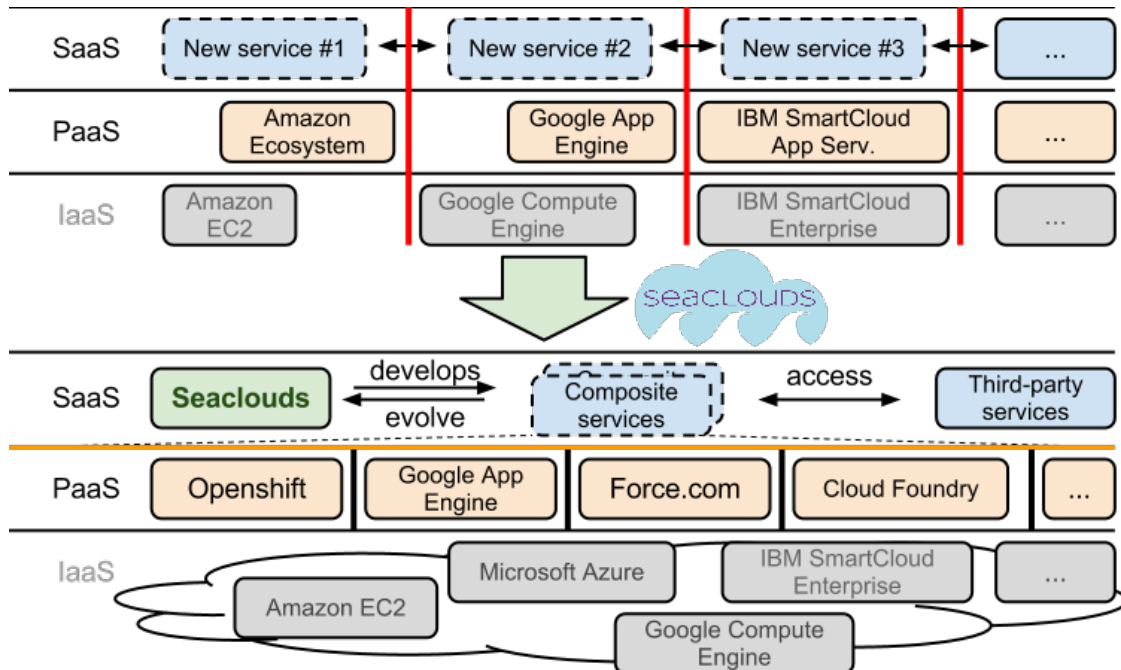 SaaS
New service #1
New service #2
New service #3
...
PaaS
Amazon
Ecosystem
Google App
Engine
IBM SmartCloud
App Serv.
...
IaaS
Amazon
EC2
Google Compute
Engine
IBM SmartCloud
Enterprise
...
seaclouds
SaaS
Seaclouds
develops
evolve
Composite
services
access
Third-party
services
PaaS
Openshift
Google App
Engine
Force.com
Cloud Foundry
...
IaaS
Amazon EC2
Microsoft Azure
IBM SmartCloud
Enterprise
...
Google Compute
Engine